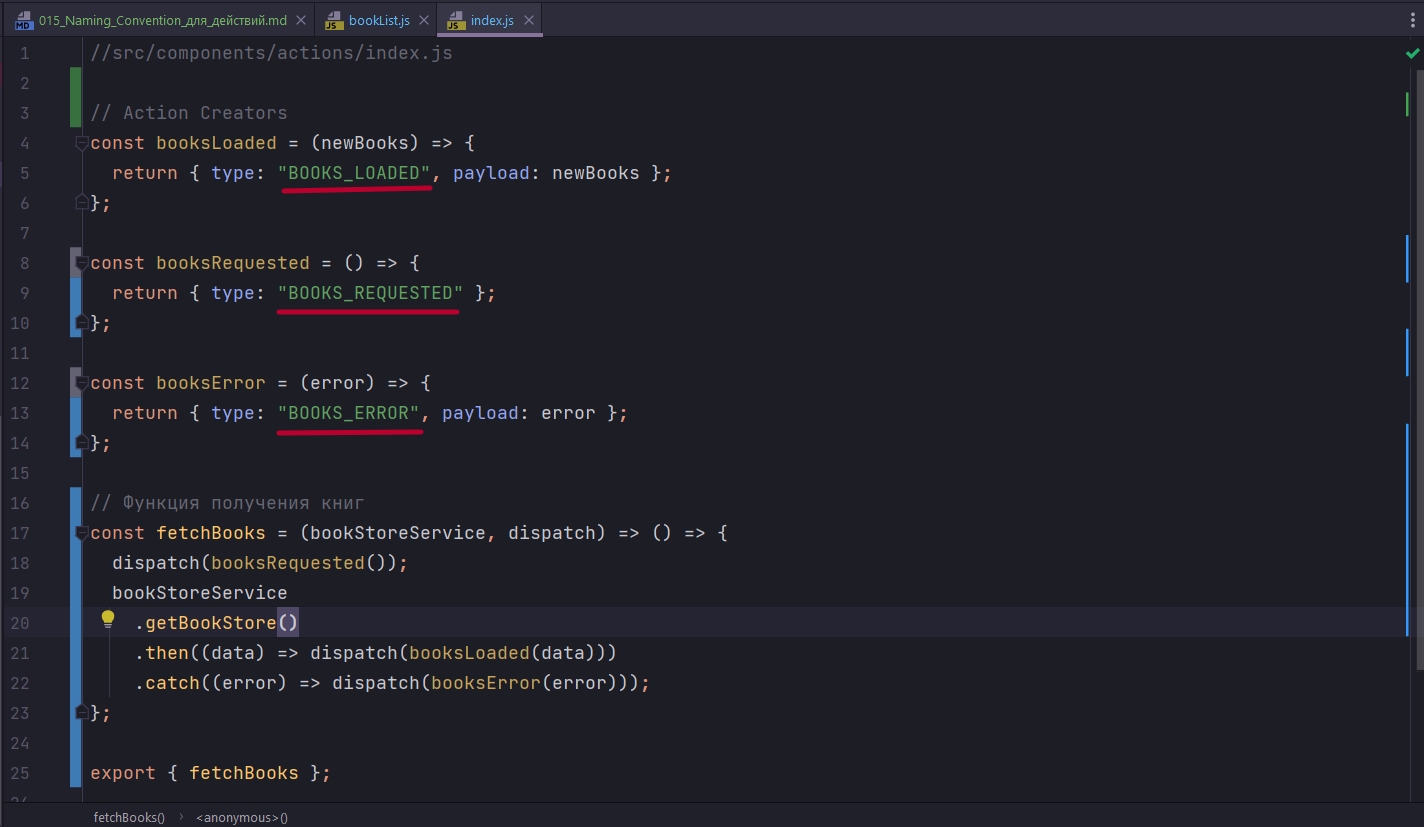 015_Naming_Convention_для_действий.md bookList.js index.js
1 //src/components/actions/index.js
2
3 // Action Creators
4 const booksLoaded = (newBooks) => {
5   return { type: "BOOKS_LOADED", payload: newBooks };
6 };
7
8 const booksRequested = () => {
9   return { type: "BOOKS_REQUESTED" };
10 };
11
12 const booksError = (error) => {
13   return { type: "BOOKS_ERROR", payload: error };
14 };
15
16 // Функция получения книг
17 const fetchBooks = (bookStoreService, dispatch) => () => {
18   dispatch(booksRequested());
19   bookStoreService
20     .getBookStore()
21     .then((data) => dispatch(booksLoaded(data)))
22     .catch((error) => dispatch(booksError(error)));
23 };
24
25 export { fetchBooks };
fetchBooks() › <anonymous>()